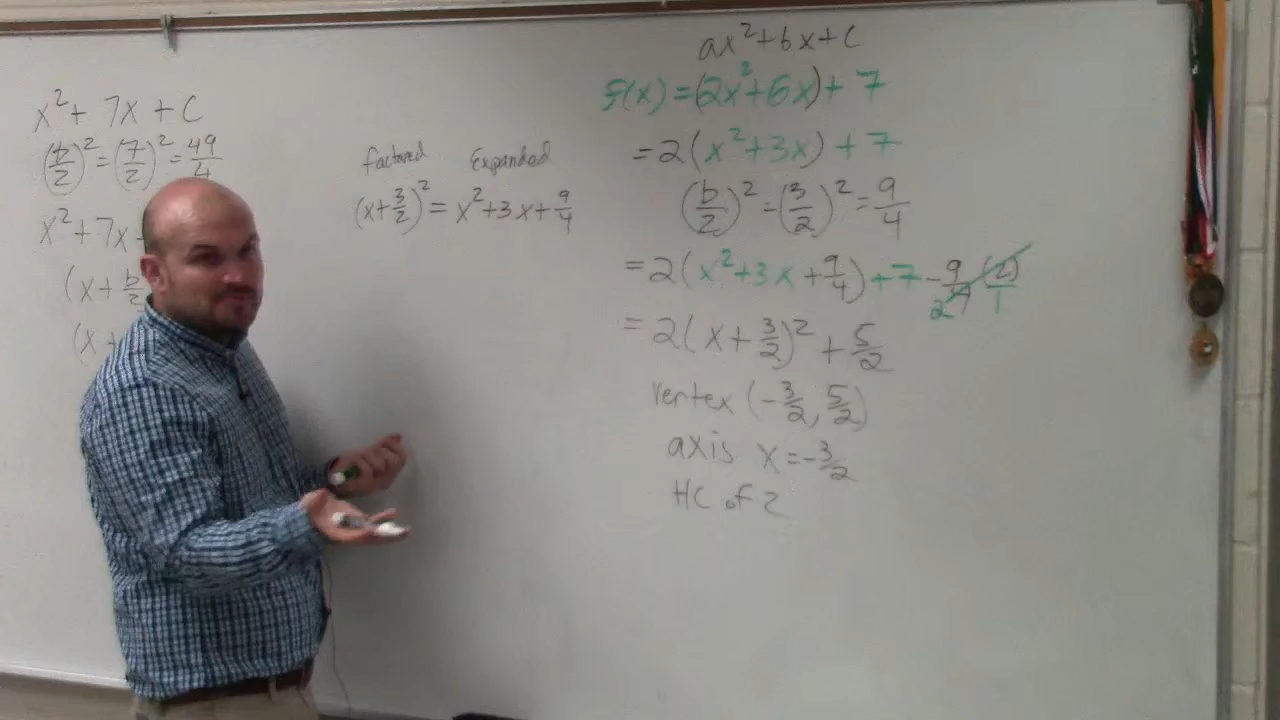 x² + 7x + C
(b/2)² = (7/2)² = 49/4
x² + 7x
(x + b/2
(x +
factored Expanded
(x + 3/2)² = x² + 3x + 9/4
ax² + bx + c
f(x) = (2x² + 6x) + 7
= 2(x² + 3x) + 7
(b/2)² = (3/2)² = 9/4
= 2(x² + 3x + 9/4) + 7 - 9/4 (2)/1
2
= 2(x + 3/2)² + 5/2
vertex (-3/2, 5/2)
axis x = -3/2
HC of 2